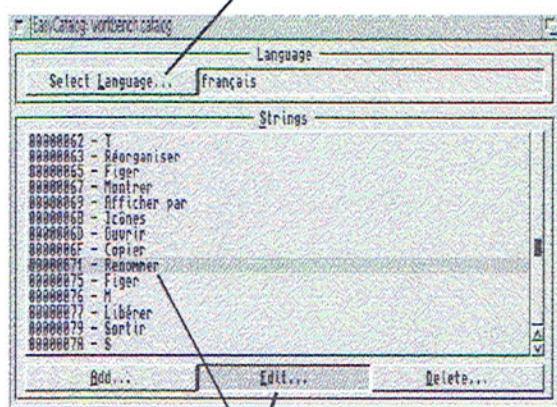 EasyCatalog: workbench.catalog
Language
Select Language... français
Strings
00000062 - T
00000063 - Réorganiser
00000065 - Figer
00000067 - Montrer
00000069 - Afficher par
0000006B - Icônes
0000006D - Ouvrir
0000006F - Copier
00000071 - Renommer
00000075 - Figer
00000076 - M
00000077 - Libérer
00000079 - Sortir
0000007A - S
Add... Edit... Delete...